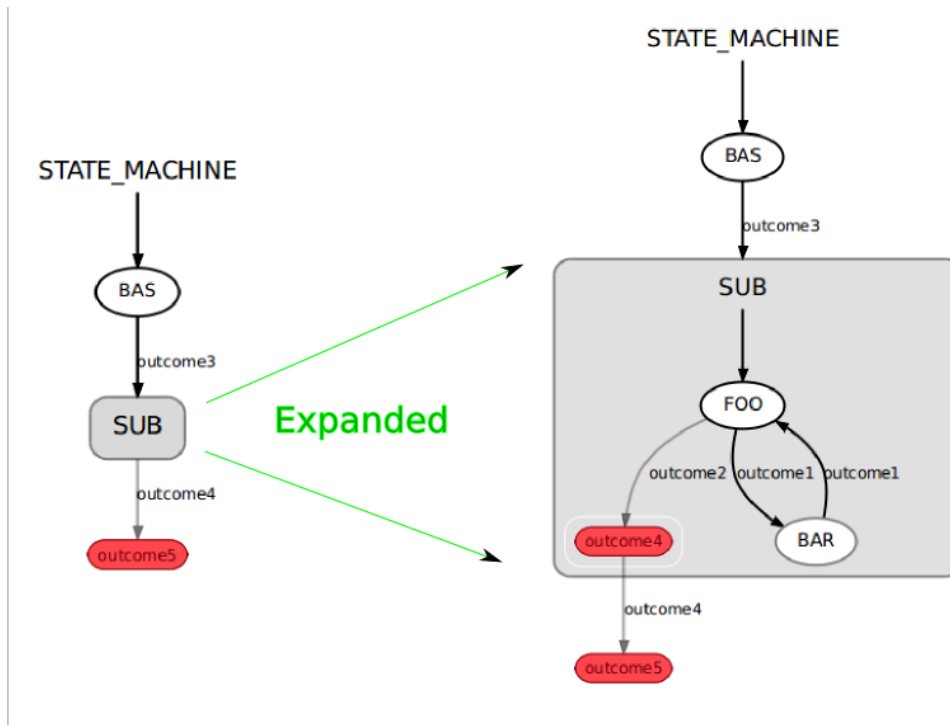 STATE_MACHINE
BAS
outcome3
SUB
outcome4
outcome5
Expanded
STATE_MACHINE
BAS
outcome3
SUB
FOO
outcome2
outcome1
outcome1
outcome4
BAR
outcome4
outcome5